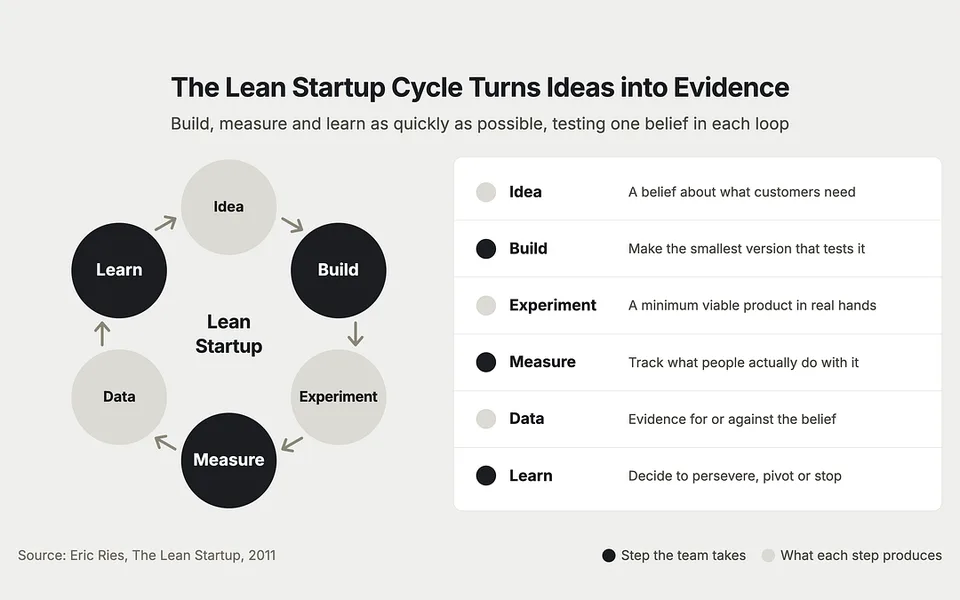 The Lean Startup Cycle Turns Ideas into Evidence
Build, measure and learn as quickly as possible, testing one belief in each loop
Idea
Build
Experiment
Measure
Data
Learn
Lean
Startup
Idea A belief about what customers need
Build Make the smallest version that tests it
Experiment A minimum viable product in real hands
Measure Track what people actually do with it
Data Evidence for or against the belief
Learn Decide to persevere, pivot or stop
Source: Eric Ries, The Lean Startup, 2011
Step the team takes What each step produces